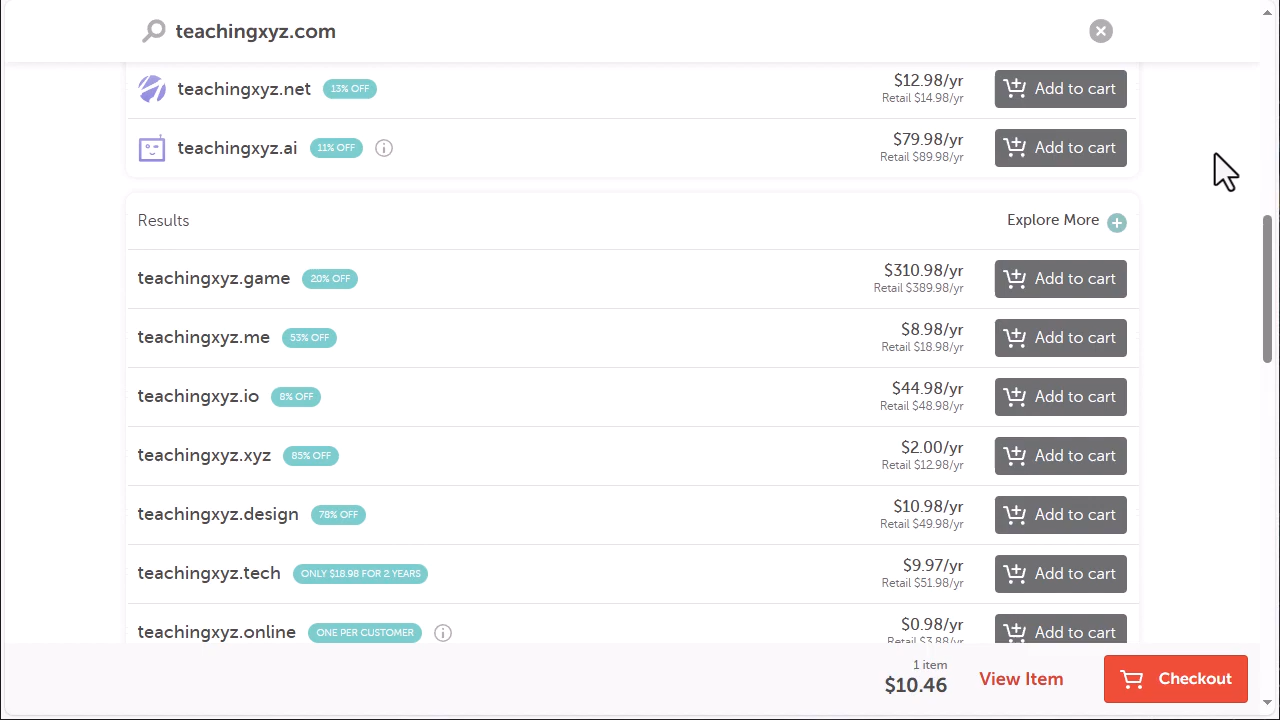 teachingxyz.com
teachingxyz.net 13% OFF $12.98/yr Add to cart
Retail $14.98/yr
teachingxyz.ai 11% OFF $79.98/yr Add to cart
Retail $89.98/yr
Results Explore More
teachingxyz.game 20% OFF $310.98/yr Add to cart
Retail $389.98/yr
teachingxyz.me 53% OFF $8.98/yr Add to cart
Retail $18.98/yr
teachingxyz.io 8% OFF $44.98/yr Add to cart
Retail $48.98/yr
teachingxyz.xyz 85% OFF $2.00/yr Add to cart
Retail $12.98/yr
teachingxyz.design 78% OFF $10.98/yr Add to cart
Retail $49.98/yr
teachingxyz.tech ONLY $18.98 FOR 2 YEARS $9.97/yr Add to cart
Retail $51.98/yr
teachingxyz.online ONE PER CUSTOMER $0.98/yr Add to cart
Retail $3.88/yr
1 item
$10.46 View Item Checkout